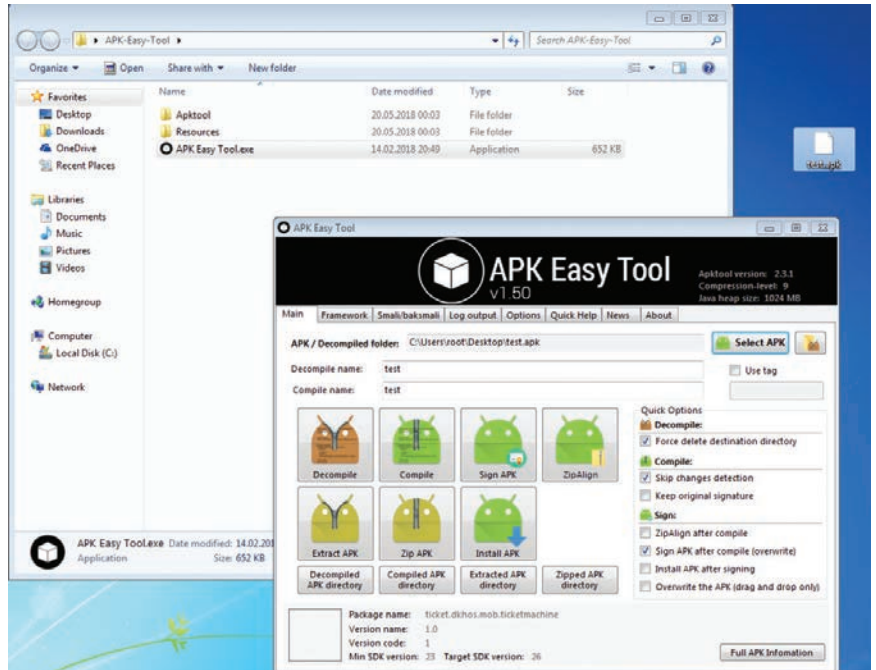 APK-Easy-Tool
Search APK-Easy-Tool
Organize Open Share with New folder
Favorites
Desktop
Downloads
OneDrive
Recent Places
Libraries
Documents
Music
Pictures
Videos
Homegroup
Computer
Local Disk (C:)
Network
Name Date modified Type Size
Apktool 20.05.2018 00:03 File folder
Resources 20.05.2018 00:03 File folder
APK Easy Tool.exe 14.02.2018 20:49 Application 652 KB
APK Easy Tool.exe Date modified: 14.02.201
Application Size: 652 KB
test.apk
APK Easy Tool
APK Easy Tool
v1.50
Apktool version: 2.3.1
Compression-level: 9
Java heap size: 1024 MB
Main Framework Smali/baksmali Log output Options Quick Help News About
APK / Decompiled folder: C:\Users\root\Desktop\test.apk Select APK
Decompile name: test Use tag
Compile name: test
Decompile Compile Sign APK ZipAlign
Extract APK Zip APK Install APK
Decompiled APK directory
Compiled APK directory
Extracted APK directory
Zipped APK directory
Quick Options
Decompile:
Force delete destination directory
Compile:
Skip changes detection
Keep original signature
Sign:
ZipAlign after compile
Sign APK after compile (overwrite)
Install APK after signing
Overwrite the APK (drag and drop only)
Package name: ticket.dkhos.mob.ticketmachine
Version name: 1.0
Version code: 1
Min SDK version: 23 Target SDK version: 26
Full APK Infomation